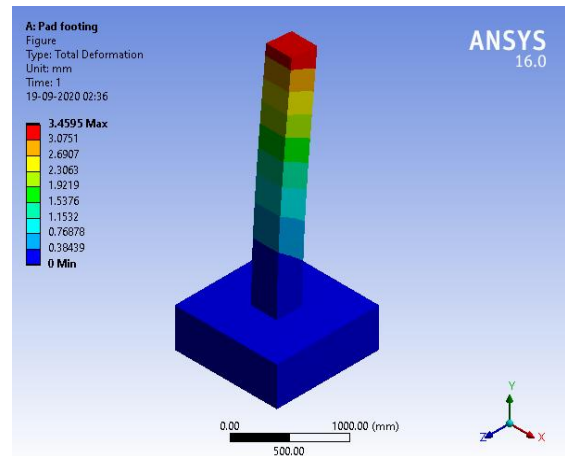 A: Pad footing
Figure
Type: Total Deformation
Unit: mm
Time: 1
19-09-2020 02:36
ANSYS
16.0
3.4595 Max
3.0751
2.6907
2.3063
1.9219
1.5376
1.1532
0.76878
0.38439
0 Min
0.00
1000.00 (mm)
500.00
Y
Z
X